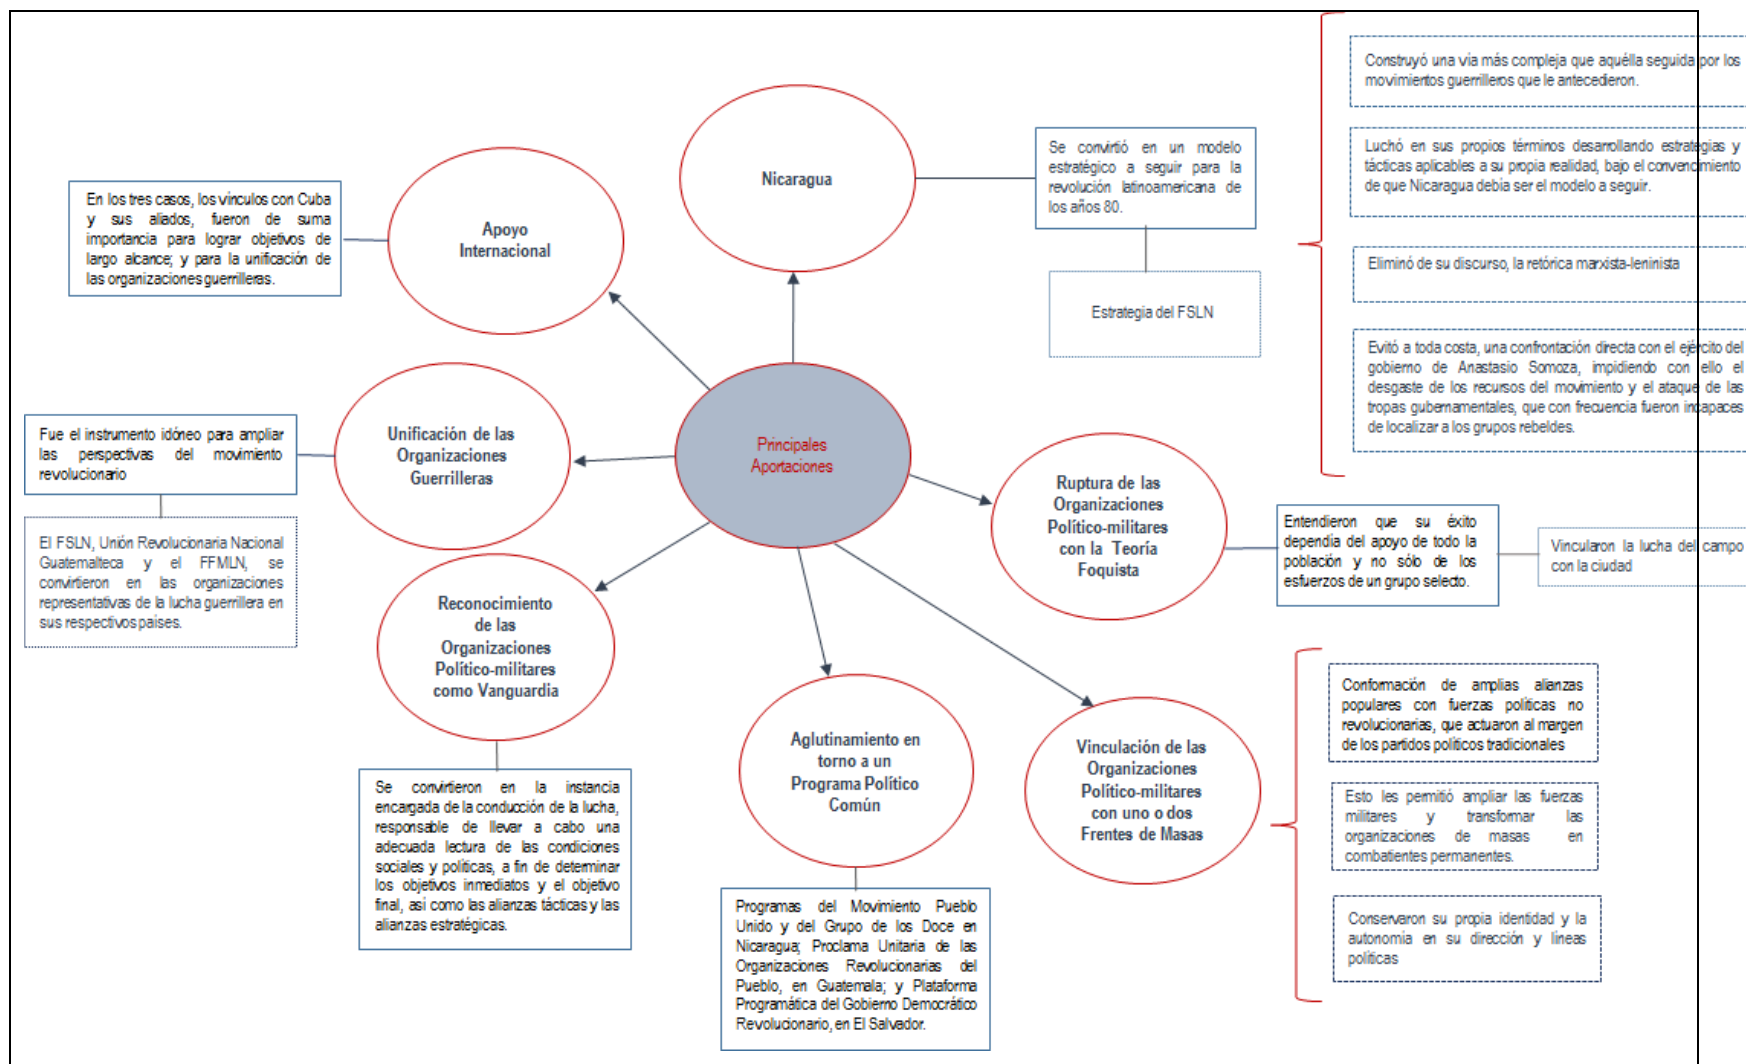 Principales
Aportaciones
Nicaragua
Se convirtió en un modelo
estratégico a seguir para la
revolución latinoamericana de
los años 80.
Estrategia del FSLN
Construyó una vía más compleja que aquélla seguida por los
movimientos guerrilleros que le antecedieron.
Luchó en sus propios términos desarrollando estrategias y
tácticas aplicables a su propia realidad, bajo el convencimiento
de que Nicaragua debía ser el modelo a seguir.
Eliminó de su discurso, la retórica marxista-leninista
Evitó a toda costa, una confrontación directa con el ejército del
gobierno de Anastasio Somoza, impidiendo con ello el
desgaste de los recursos del movimiento y el ataque de las
tropas gubernamentales, que con frecuencia fueron incapaces
de localizar a los grupos rebeldes.
Ruptura de las
Organizaciones
Político-militares
con la Teoría
Foquista
Entendieron que su éxito
dependía del apoyo de todo la
población y no sólo de los
esfuerzos de un grupo selecto.
Vincularon la lucha del campo
con la ciudad
Vinculación de las
Organizaciones
Político-militares
con uno o dos
Frentes de Masas
Conformación de amplias alianzas
populares con fuerzas políticas no
revolucionarias, que actuaron al margen
de los partidos políticos tradicionales
Esto les permitió ampliar las fuerzas
militares y transformar las
organizaciones de masas en
combatientes permanentes.
Conservaron su propia identidad y la
autonomía en su dirección y líneas
políticas
Aglutinamiento en
torno a un
Programa Político
Común
Programas del Movimiento Pueblo
Unido y del Grupo de los Doce en
Nicaragua; Proclama Unitaria de las
Organizaciones Revolucionarias del
Pueblo, en Guatemala; y Plataforma
Programática del Gobierno Democrático
Revolucionario, en El Salvador.
Reconocimiento
de las
Organizaciones
Político-militares
como Vanguardia
Se convirtieron en la instancia
encargada de la conducción de la lucha,
responsable de llevar a cabo una
adecuada lectura de las condiciones
sociales y políticas, a fin de determinar
los objetivos inmediatos y el objetivo
final, así como las alianzas tácticas y las
alianzas estratégicas.
Unificación de las
Organizaciones
Guerrilleras
Fue el instrumento idóneo para ampliar
las perspectivas del movimiento
revolucionario
El FSLN, Unión Revolucionaria Nacional
Guatemalteca y el FFMLN, se
convirtieron en las organizaciones
representativas de la lucha guerrillera en
sus respectivos países.
Apoyo
Internacional
En los tres casos, los vínculos con Cuba
y sus aliados, fueron de suma
importancia para lograr objetivos de
largo alcance; y para la unificación de
las organizaciones guerrilleras.